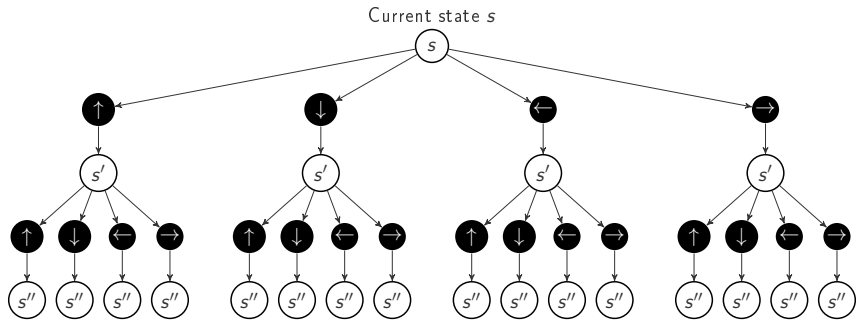 Current state s
s
↑ ↓ ← →
s′ s′ s′ s′
↑ ↓ ← → ↑ ↓ ← → ↑ ↓ ← → ↑ ↓ ← →
s″ s″ s″ s″ s″ s″ s″ s″ s″ s″ s″ s″ s″ s″ s″ s″